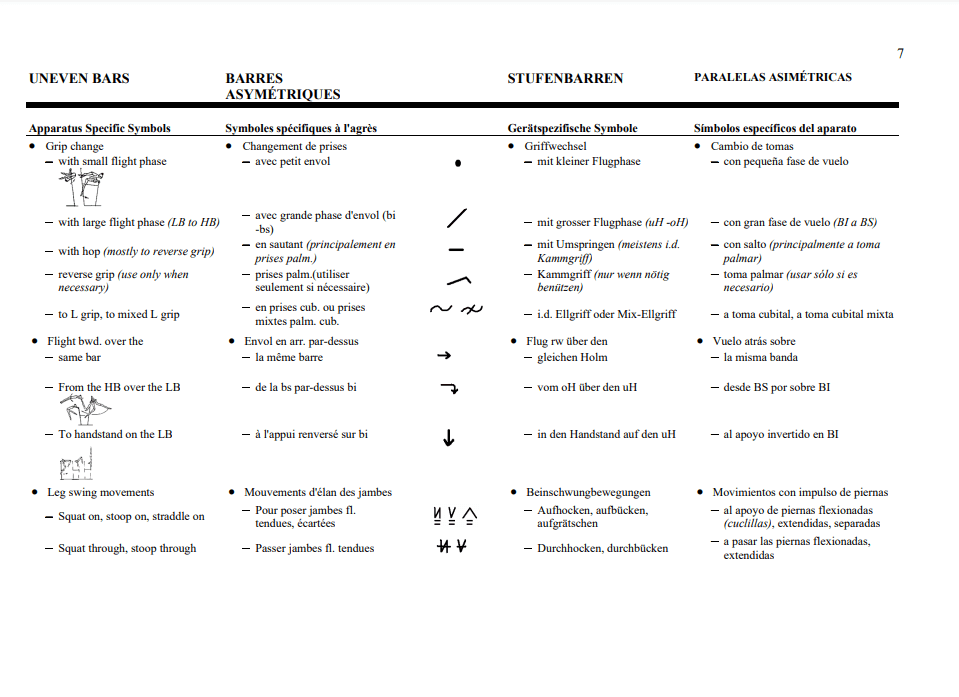 7
UNEVEN BARS
BARRES
ASYMÉTRIQUES
STUFENBARREN
PARALELAS ASIMÉTRICAS
Apparatus Specific Symbols
Symboles spécifiques à l'agrès
Gerätspezifische Symbole
Símbolos específicos del aparato
• Grip change
• Changement de prises
• Griffwechsel
• Cambio de tomas
– with small flight phase
– avec petit envol
– mit kleiner Flugphase
– con pequeña fase de vuelo
– with large flight phase (LB to HB)
– avec grande phase d'envol (bi
-bs)
– mit grosser Flugphase (uH -oH)
– con gran fase de vuelo (BI a BS)
– with hop (mostly to reverse grip)
– en sautant (principalement en
prises palm.)
– mit Umspringen (meistens i.d.
Kammgriff)
– con salto (principalmente a toma
palmar)
– reverse grip (use only when
necessary)
– prises palm.(utiliser
seulement si nécessaire)
– Kammgriff (nur wenn nötig
benützen)
– toma palmar (usar sólo si es
necesario)
– to L grip, to mixed L grip
– en prises cub. ou prises
mixtes palm. cub.
– i.d. Ellgriff oder Mix-Ellgriff
– a toma cubital, a toma cubital mixta
• Flight bwd. over the
• Envol en arr. par-dessus
• Flug rw über den
• Vuelo atrás sobre
– same bar
– la même barre
– gleichen Holm
– la misma banda
– From the HB over the LB
– de la bs par-dessus bi
– vom oH über den uH
– desde BS por sobre BI
– To handstand on the LB
– à l'appui renversé sur bi
– in den Handstand auf den uH
– al apoyo invertido en BI
• Leg swing movements
• Mouvements d'élan des jambes
• Beinschwungbewegungen
• Movimientos con impulso de piernas
– Squat on, stoop on, straddle on
– Pour poser jambes fl.
tendues, écartées
– Aufhocken, aufbücken,
aufgrätschen
– al apoyo de piernas flexionadas
(cuclillas), extendidas, separadas
– Squat through, stoop through
– Passer jambes fl. tendues
– Durchhocken, durchbücken
– a pasar las piernas flexionadas,
extendidas